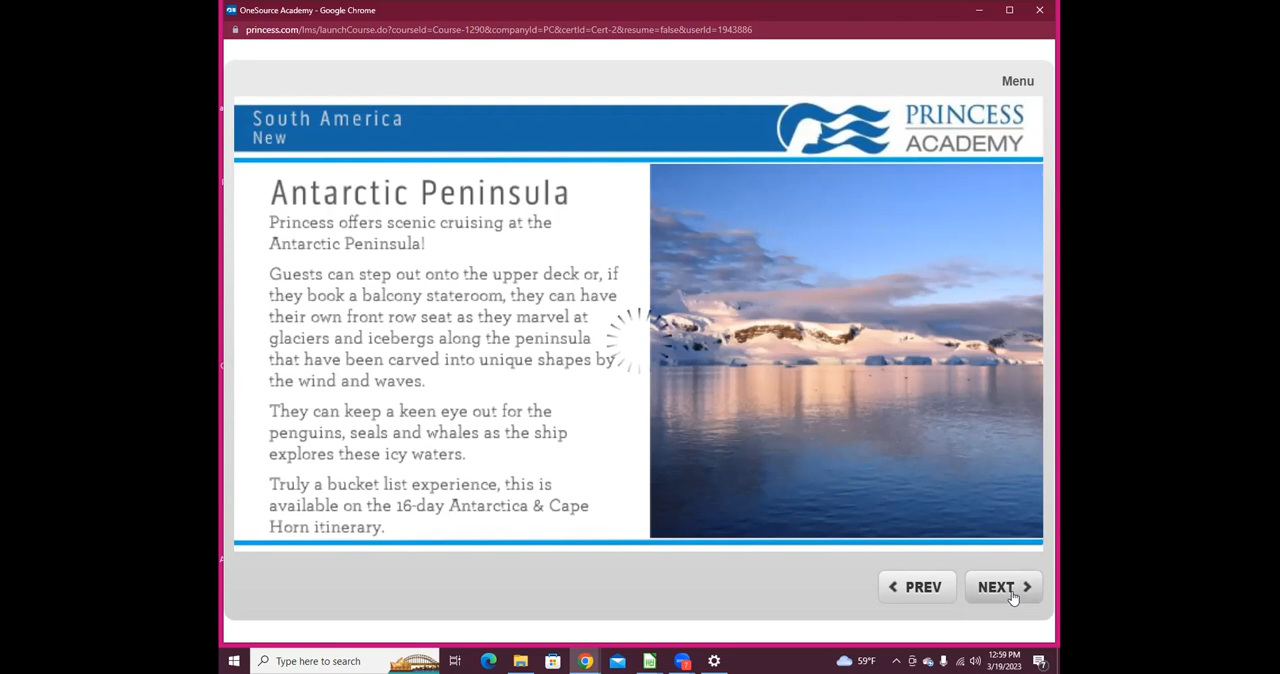 OneSource Academy - Google Chrome
princess.com/lms/launchCourse.do?courseId=Course-1290&companyId=PC&certId=Cert-2&resume=false&userId=1943886
Menu
South America
New
PRINCESS
ACADEMY
Antarctic Peninsula
Princess offers scenic cruising at the
Antarctic Peninsula!
Guests can step out onto the upper deck or, if
they book a balcony stateroom, they can have
their own front row seat as they marvel at
glaciers and icebergs along the peninsula
that have been carved into unique shapes by
the wind and waves.
They can keep a keen eye out for the
penguins, seals and whales as the ship
explores these icy waters.
Truly a bucket list experience, this is
available on the 16-day Antarctica & Cape
Horn itinerary.
PREV
NEXT
Type here to search
59°F
12:59 PM
3/19/2023